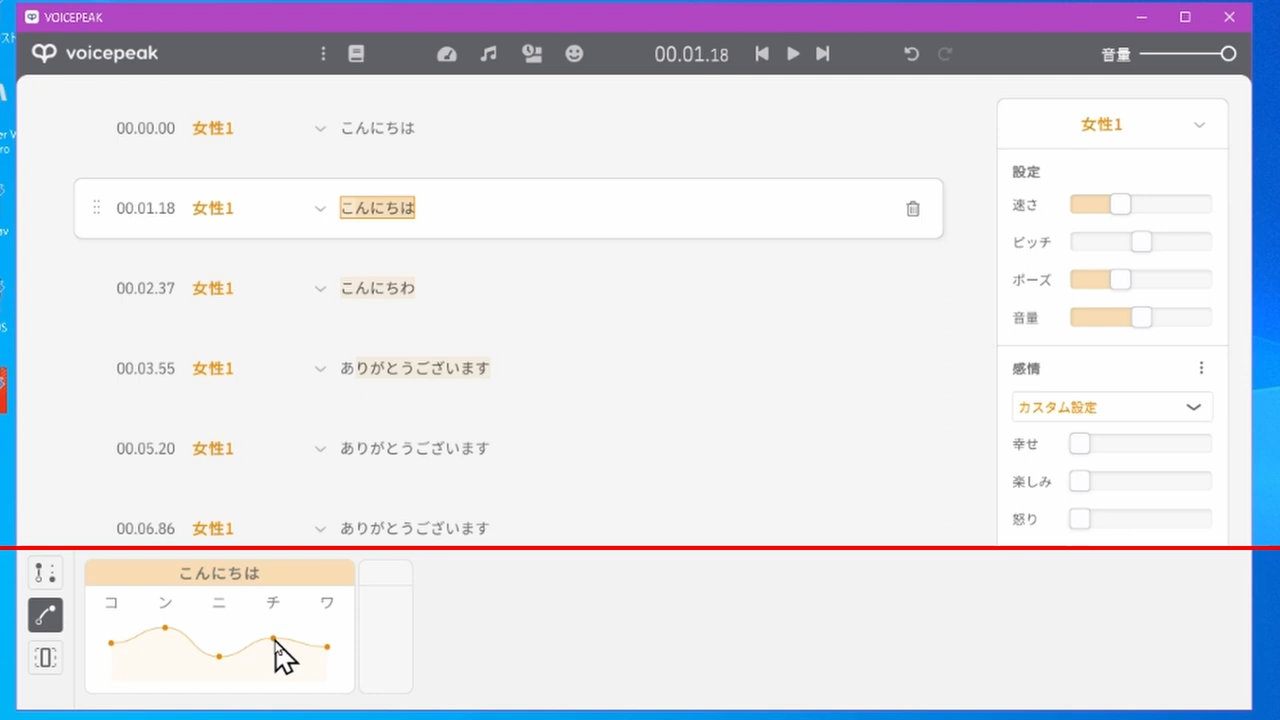 VOICEPEAK
voicepeak
00.01.18
音量
00.00.00 女性1 こんにちは
00.01.18 女性1 こんにちは
00.02.37 女性1 こんにちわ
00.03.55 女性1 ありがとうございます
00.05.20 女性1 ありがとうございます
00.06.86 女性1 ありがとうございます
女性1
設定
速さ
ピッチ
ポーズ
音量
感情
カスタム設定
幸せ
楽しみ
怒り
こんにちは
コ ン ニ チ ワ